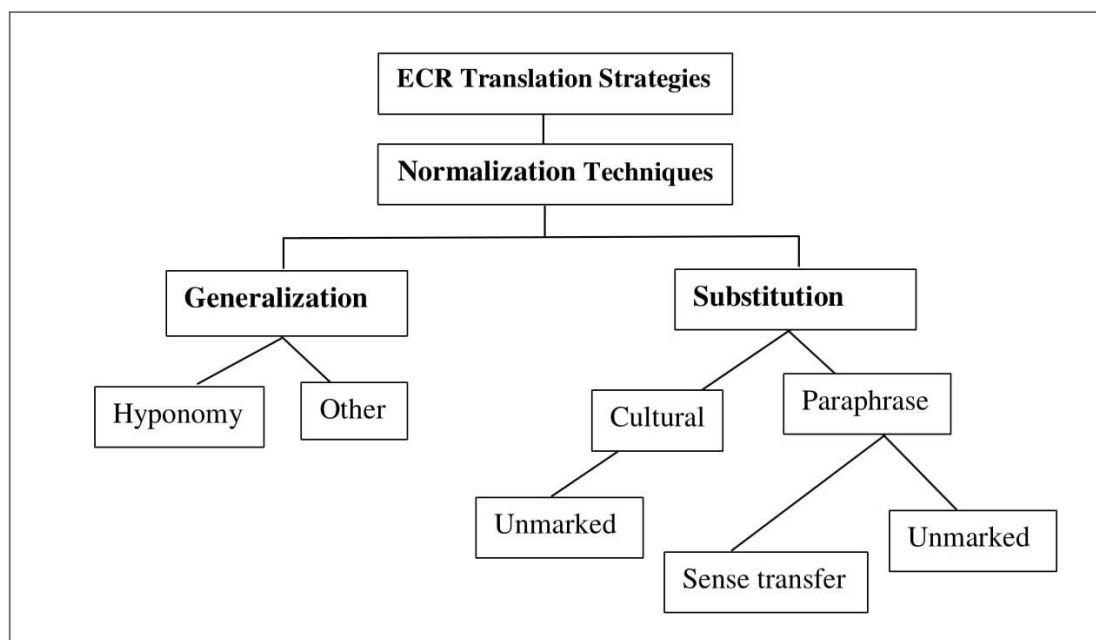 ECR Translation Strategies
Normalization Techniques
Generalization
Substitution
Hyponomy
Other
Cultural
Paraphrase
Unmarked
Sense transfer
Unmarked